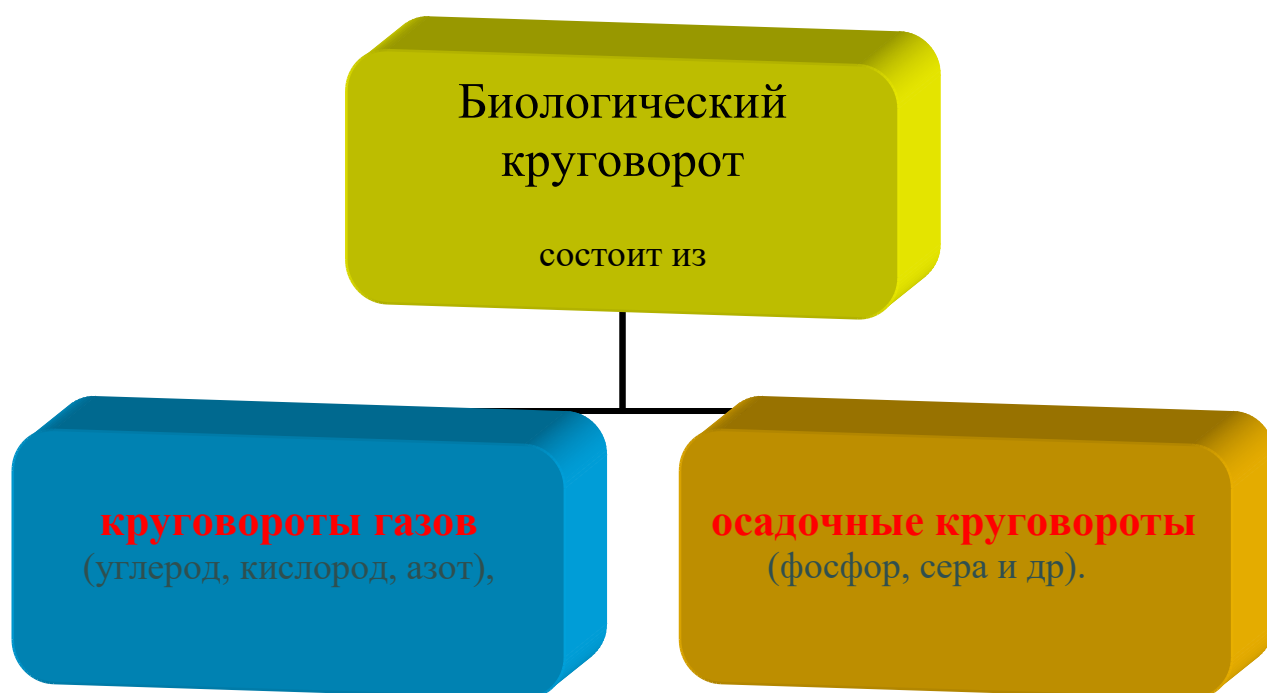 Биологический
круговорот
состоит из
круговороты газов
(углерод, кислород, азот),
осадочные круговороты
(фосфор, сера и др).